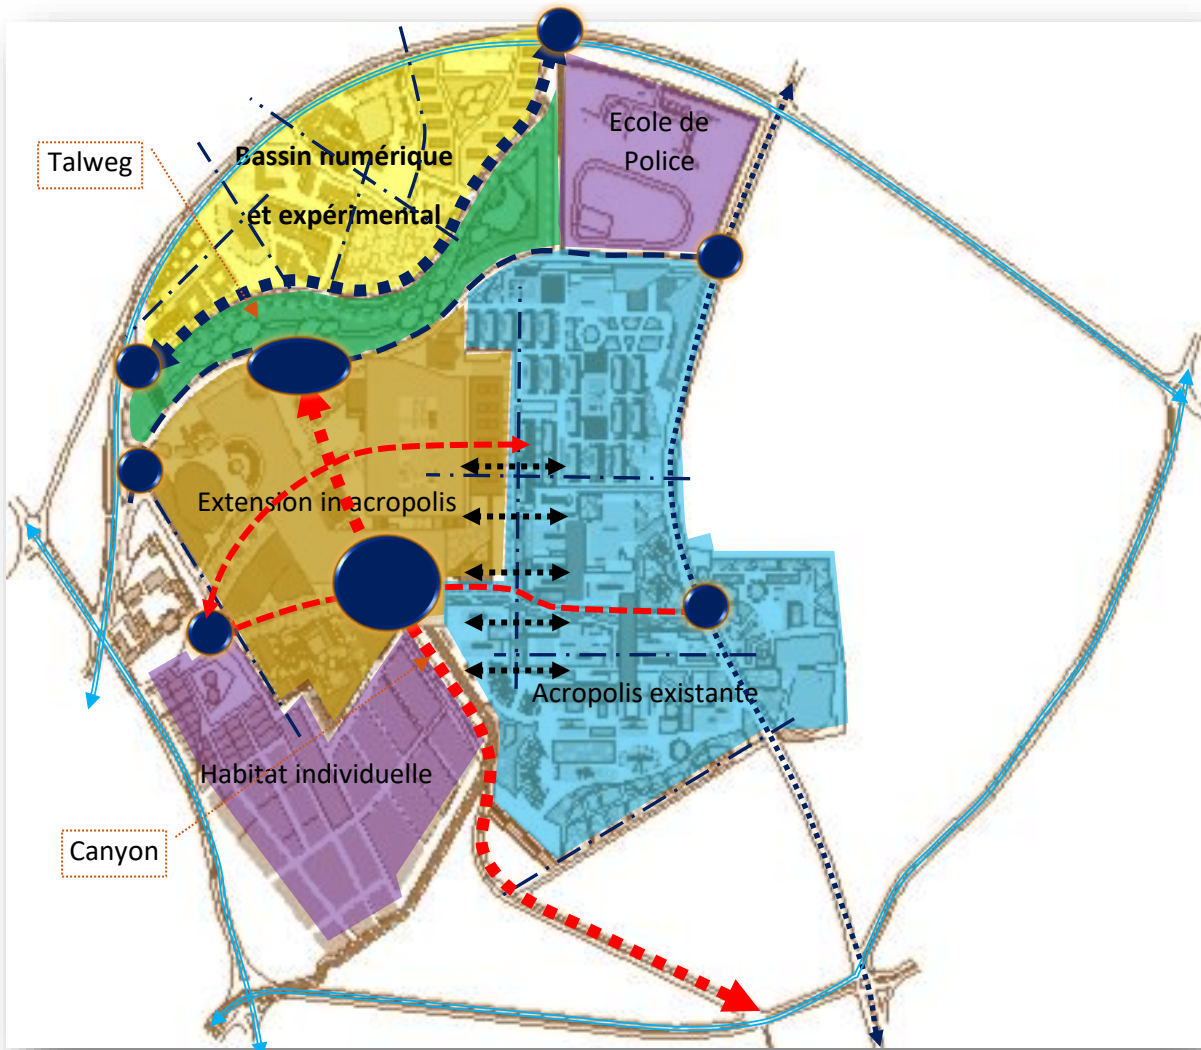 Ecole de
Police
Talweg
Bassin numérique
et expérimental
Extension in acropolis
Acropolis existante
Habitat individuelle
Canyon